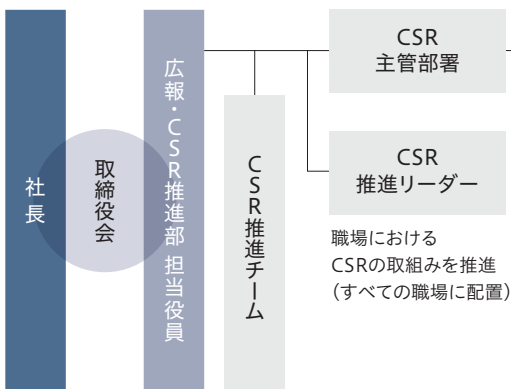 社長
取締役会
広報・CSR推進部 担当役員
CSR推進チーム
CSR
主管部署
CSR
推進リーダー
職場における
CSRの取組みを推進
(すべての職場に配置)